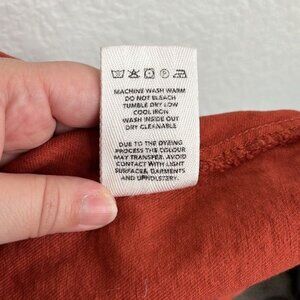 MACHINE WASH WARM
DO NOT BLEACH
TUMBLE DRY LOW
COOL IRON
WASH INSIDE OUT
DRY CLEANABLE
DUE TO THE DYEING
PROCESS THE COLOUR
MAY TRANSFER. AVOID
CONTACT WITH LIGHT
SURFACES, GARMENTS
AND UPHOLSTERY.